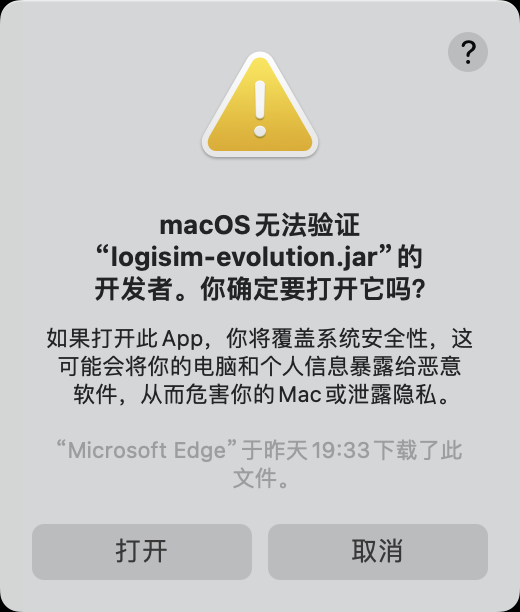 ?
macOS 无法验证
“logisim-evolution.jar”的
开发者。你确定要打开它吗?
如果打开此 App，你将覆盖系统安全性，这
可能会将你的电脑和个人信息暴露给恶意
软件，从而危害你的 Mac 或泄露隐私。
“Microsoft Edge”于昨天 19:33 下载了此
文件。
打开
取消